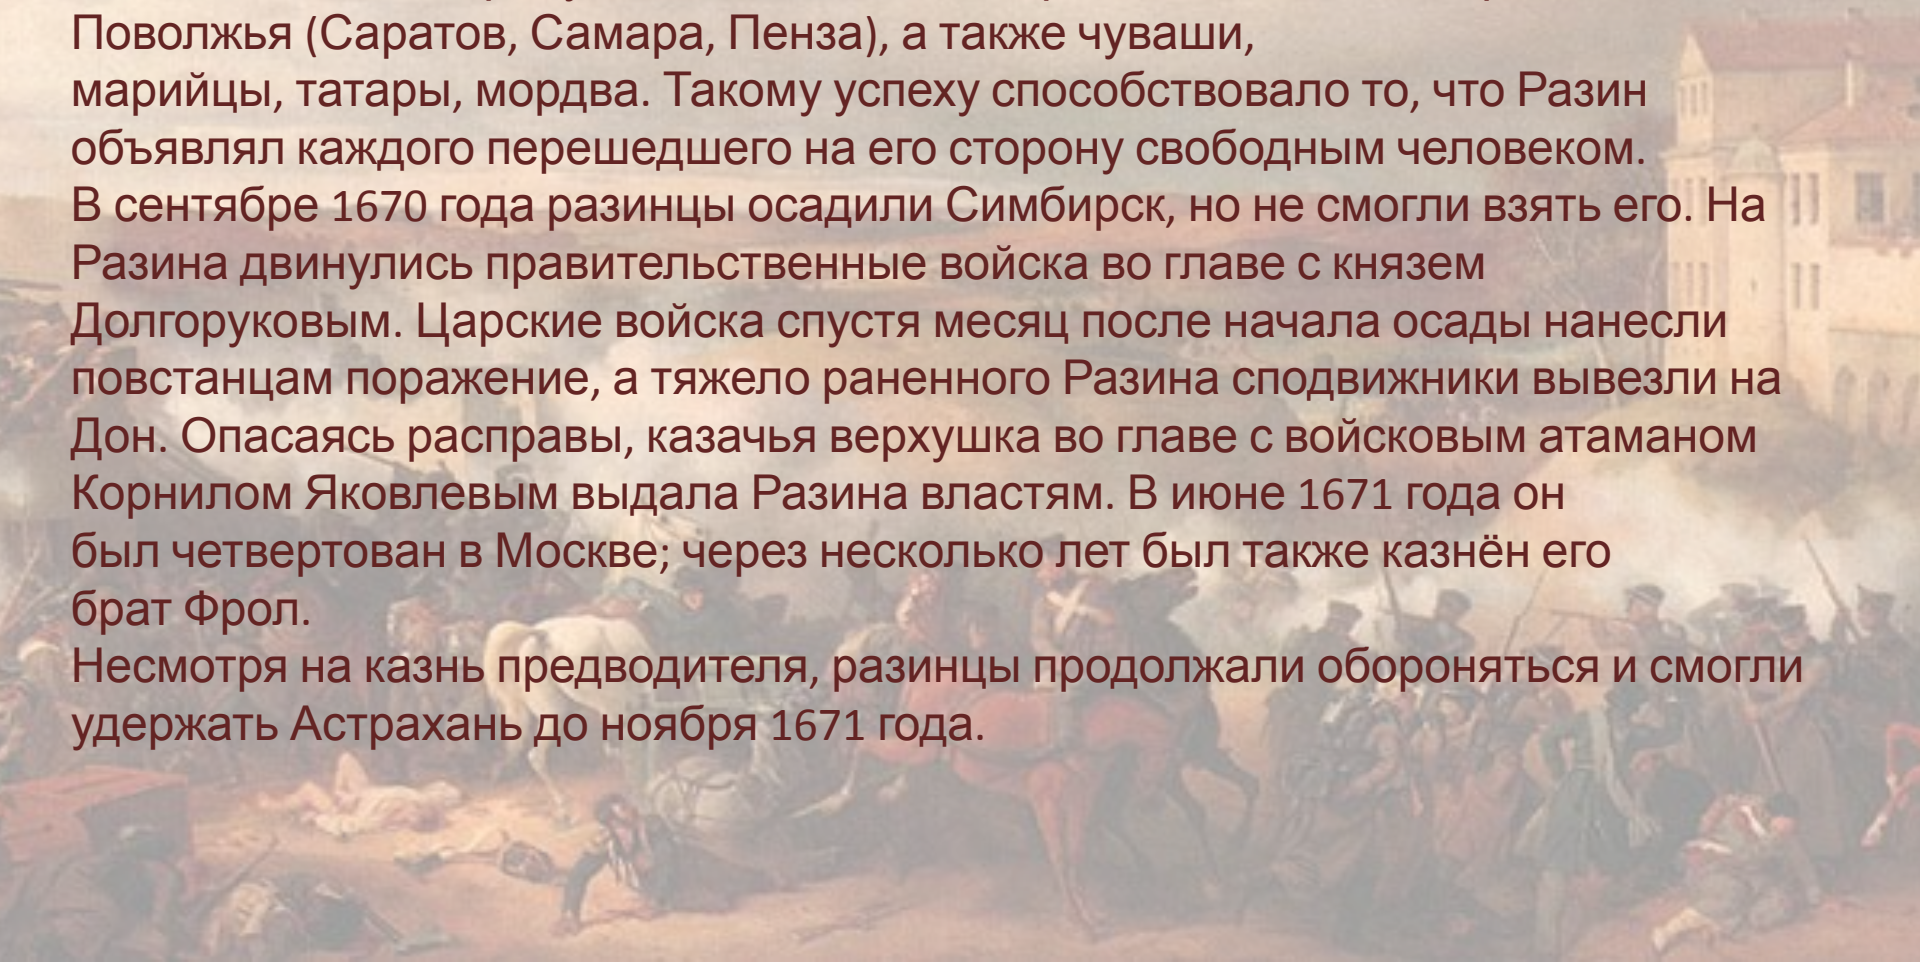 Поволжья (Саратов, Самара, Пенза), а также чуваши,
марийцы, татары, мордва. Такому успеху способствовало то, что Разин
объявлял каждого перешедшего на его сторону свободным человеком.
В сентябре 1670 года разинцы осадили Симбирск, но не смогли взять его. На
Разина двинулись правительственные войска во главе с князем
Долгоруковым. Царские войска спустя месяц после начала осады нанесли
повстанцам поражение, а тяжело раненного Разина сподвижники вывезли на
Дон. Опасаясь расправы, казачья верхушка во главе с войсковым атаманом
Корнилом Яковлевым выдала Разина властям. В июне 1671 года он
был четвертован в Москве; через несколько лет был также казнён его
брат Фрол.
Несмотря на казнь предводителя, разинцы продолжали обороняться и смогли
удержать Астрахань до ноября 1671 года.